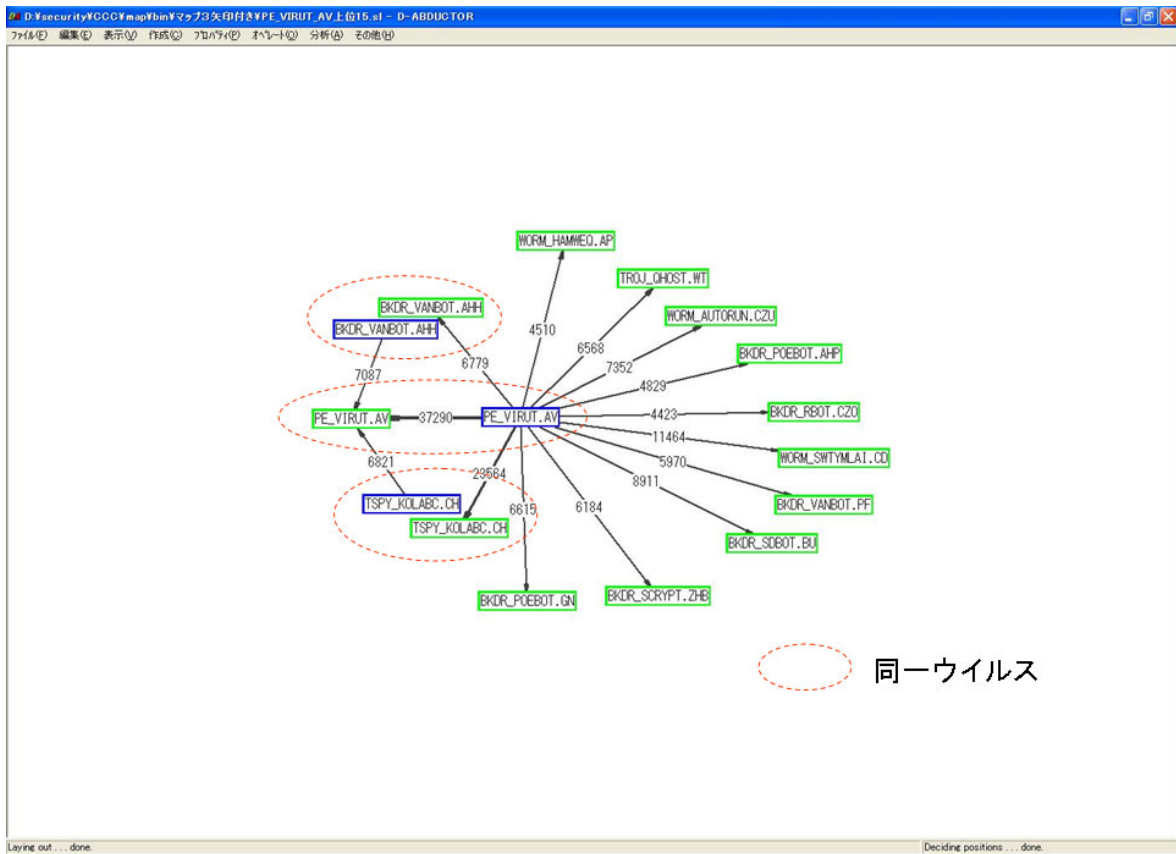 D:¥security¥CCC¥map¥bin¥マップ3矢印付き¥PE_VIRUT_AV上位15.sl - D-ABDUCTOR
ファイル(F) 編集(E) 表示(V) 作成(C) プロパティ(P) オペレート(O) 分析(A) その他(H)
WORM_HAMWEQ.AP
TROJ_QHOST.WT
BKDR_VANBOT.AHH
WORM_AUTORUN.CZU
BKDR_VANBOT.AHH
4510
6568
BKDR_POEBOT.AHP
6779
7352
7087
4829
PE_VIRUT.AV
37290
PE_VIRUT.AV
4423
BKDR_RBOT.CZO
11464
6821
5970
WORM_SWTYMLAI.CD
23564
8911
TSPY_KOLABC.CH
6615
6184
BKDR_VANBOT.PF
TSPY_KOLABC.CH
BKDR_SDBOT.BU
BKDR_POEBOT.GN
BKDR_SCRYPT.ZHB
同一ウイルス
Laying out ... done.
Deciding positions ... done.